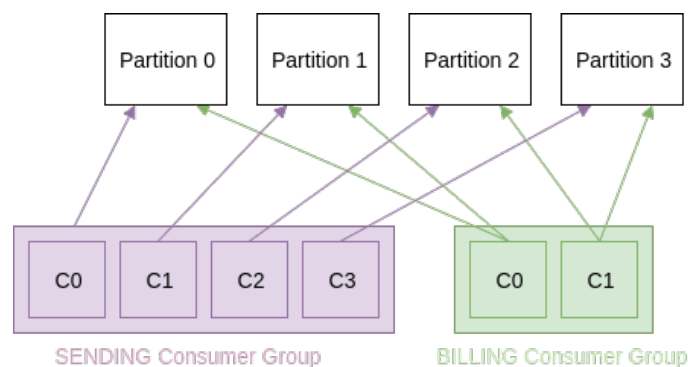 Partition 0
Partition 1
Partition 2
Partition 3
C0
C1
C2
C3
C0
C1
SENDING Consumer Group
BILLING Consumer Group